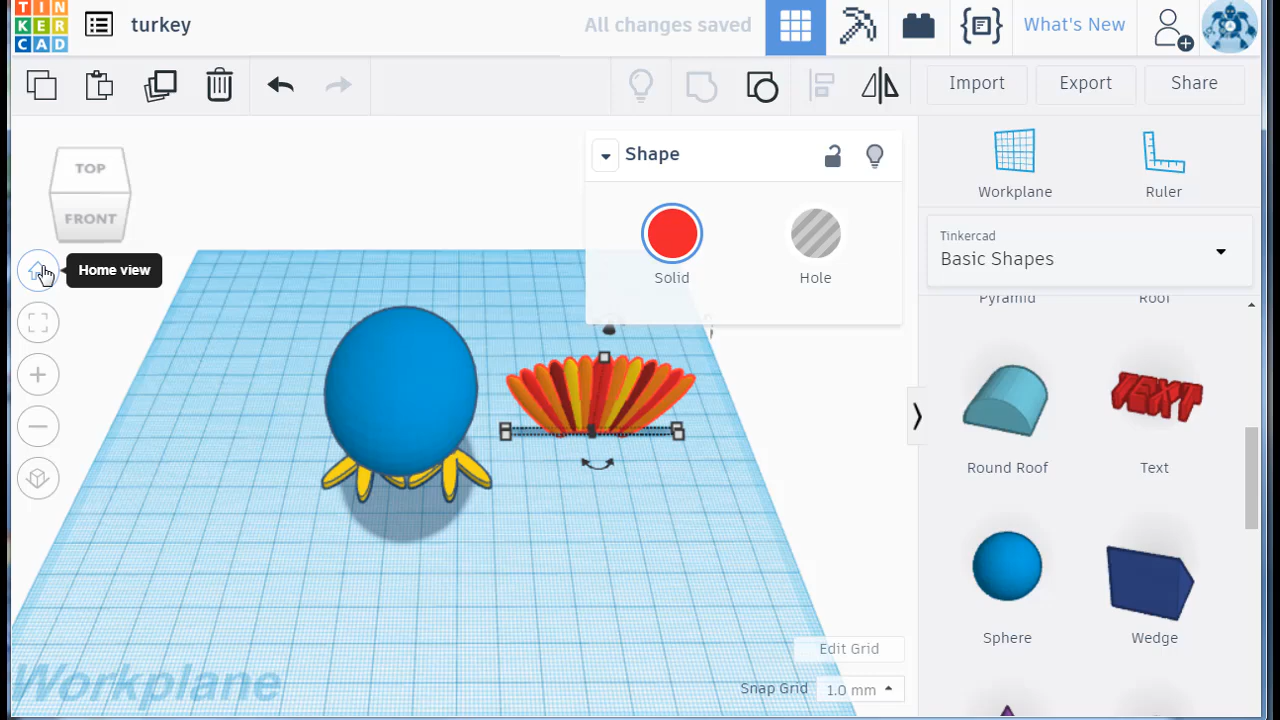 TIN
KER
CAD
turkey
All changes saved
What's New
Import
Export
Share
TOP
FRONT
Home view
Shape
Solid
Hole
Workplane
Ruler
Tinkercad
Basic Shapes
Pyramid
Roof
Round Roof
Text
TEXT
Sphere
Wedge
Workplane
Edit Grid
Snap Grid
1.0 mm